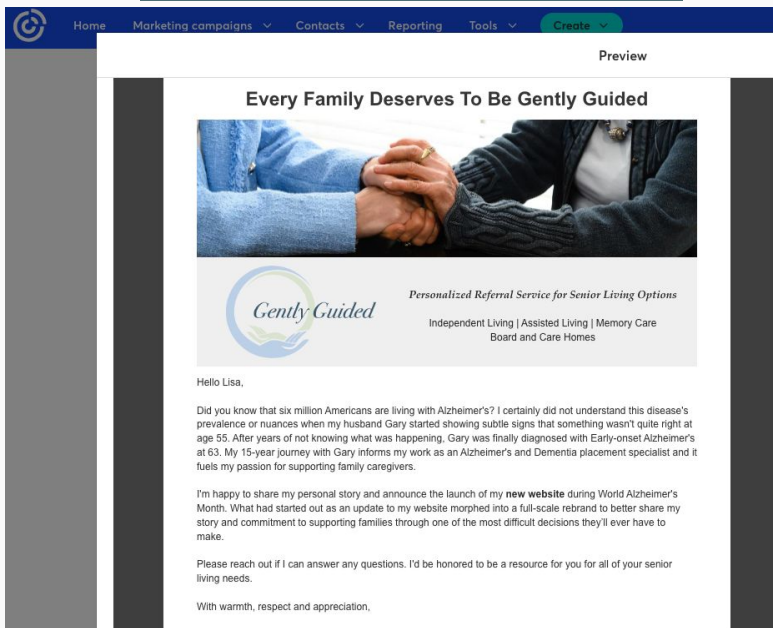 Home Marketing campaigns Contacts Reporting Tools Create
Preview
Every Family Deserves To Be Gently Guided
Gently Guided
Personalized Referral Service for Senior Living Options
Independent Living | Assisted Living | Memory Care
Board and Care Homes
Hello Lisa,
Did you know that six million Americans are living with Alzheimer's? I certainly did not understand this disease's
prevalence or nuances when my husband Gary started showing subtle signs that something wasn't quite right at
age 55. After years of not knowing what was happening, Gary was finally diagnosed with Early-onset Alzheimer's
at 63. My 15-year journey with Gary informs my work as an Alzheimer's and Dementia placement specialist and it
fuels my passion for supporting family caregivers.
I'm happy to share my personal story and announce the launch of my new website during World Alzheimer's
Month. What had started out as an update to my website morphed into a full-scale rebrand to better share my
story and commitment to supporting families through one of the most difficult decisions they'll ever have to
make.
Please reach out if I can answer any questions. I'd be honored to be a resource for you for all of your senior
living needs.
With warmth, respect and appreciation,